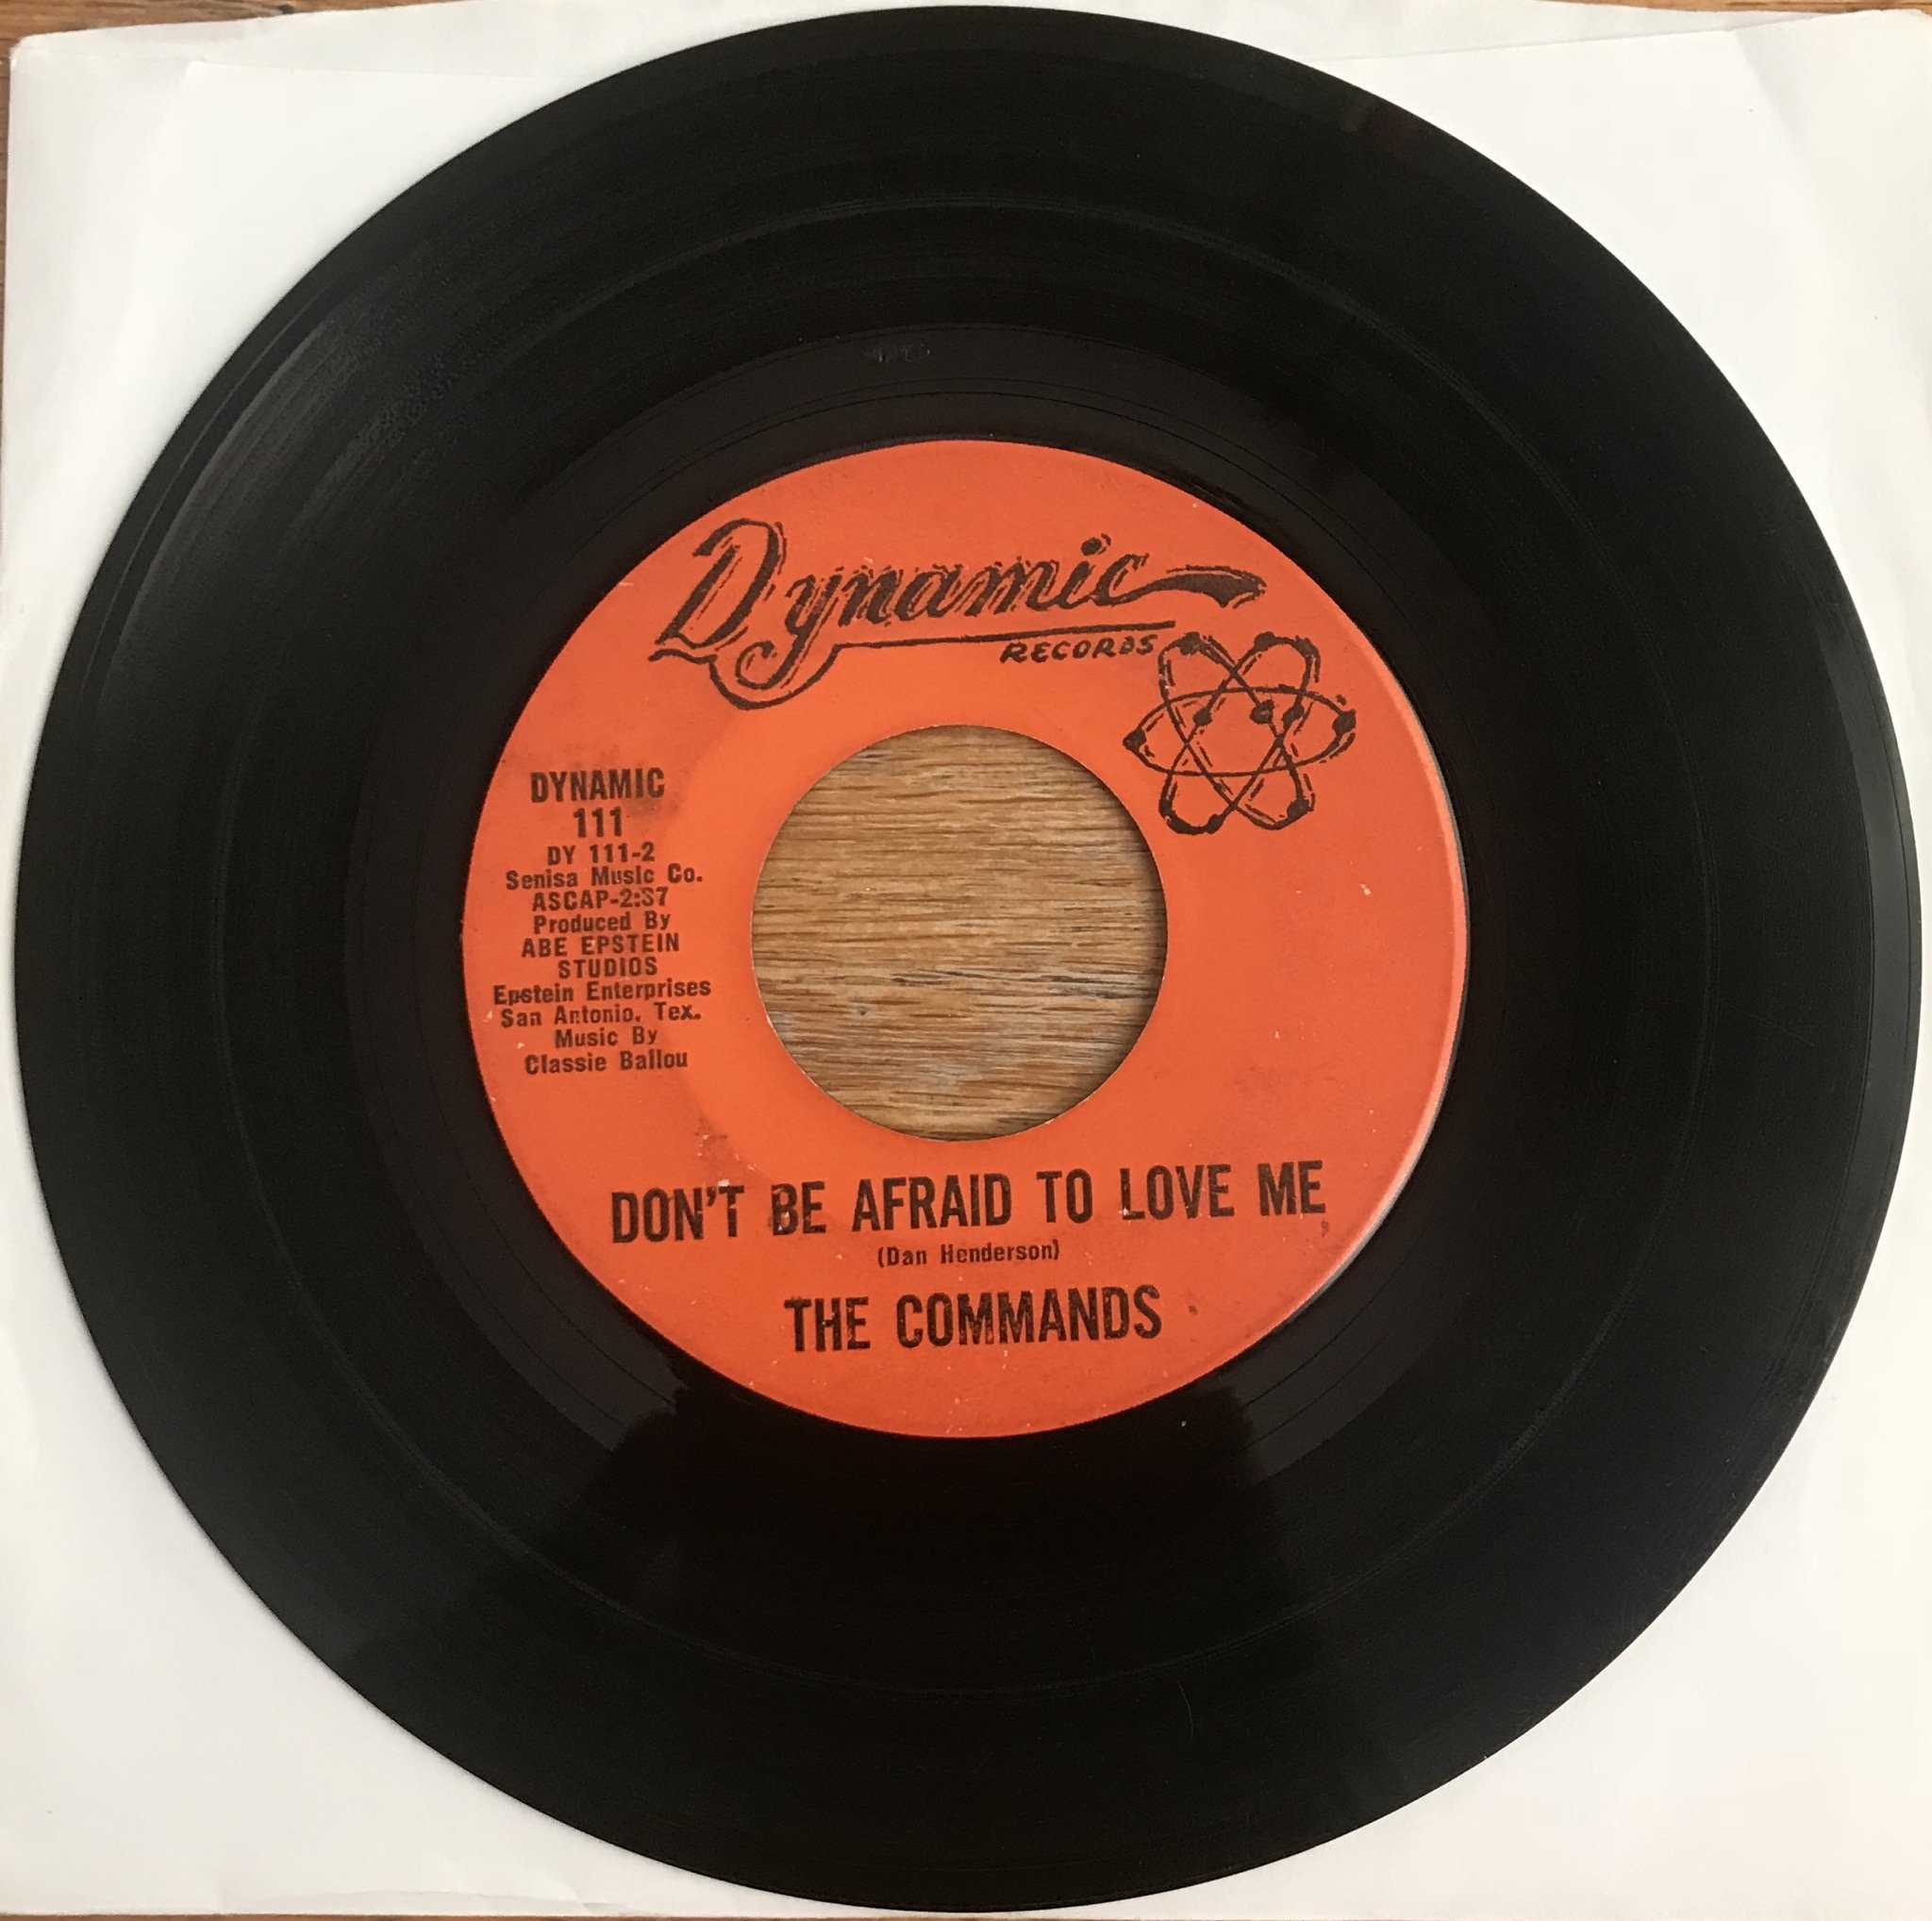 Dynamic
RECORDS
DYNAMIC
111
DY 111-2
Senisa Music Co.
ASCAP-2:37
Produced By
ABE EPSTEIN
STUDIOS
Epstein Enterprises
San Antonio, Tex.
Music By
Classie Ballou
DON'T BE AFRAID TO LOVE ME
(Dan Henderson)
THE COMMANDS